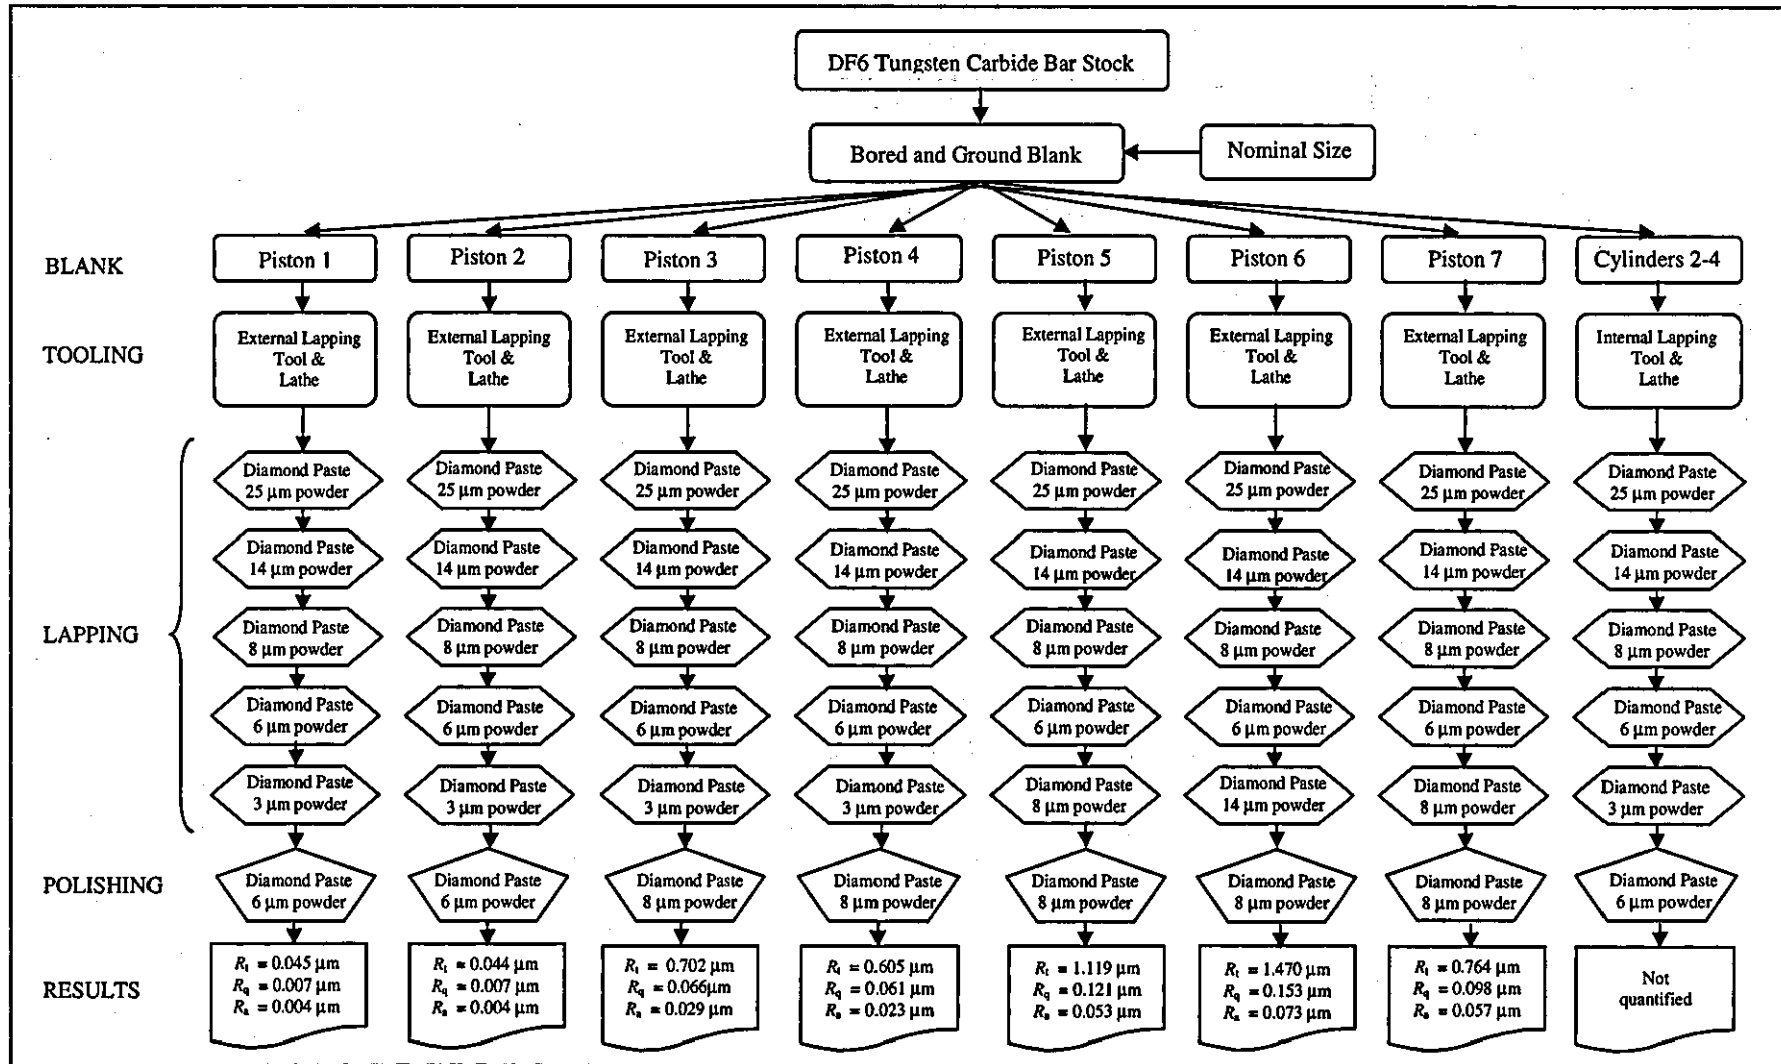 DF6 Tungsten Carbide Bar Stock
Bored and Ground Blank
Nominal Size
BLANK
Piston 1
Piston 2
Piston 3
Piston 4
Piston 5
Piston 6
Piston 7
Cylinders 2-4
TOOLING
External Lapping
Tool &
Lathe
External Lapping
Tool &
Lathe
External Lapping
Tool &
Lathe
External Lapping
Tool &
Lathe
External Lapping
Tool &
Lathe
External Lapping
Tool &
Lathe
External Lapping
Tool &
Lathe
Internal Lapping
Tool &
Lathe
LAPPING
Diamond Paste
25 µm powder
Diamond Paste
25 µm powder
Diamond Paste
25 µm powder
Diamond Paste
25 µm powder
Diamond Paste
25 µm powder
Diamond Paste
25 µm powder
Diamond Paste
25 µm powder
Diamond Paste
25 µm powder
Diamond Paste
14 µm powder
Diamond Paste
14 µm powder
Diamond Paste
14 µm powder
Diamond Paste
14 µm powder
Diamond Paste
14 µm powder
Diamond Paste
14 µm powder
Diamond Paste
14 µm powder
Diamond Paste
14 µm powder
Diamond Paste
8 µm powder
Diamond Paste
8 µm powder
Diamond Paste
8 µm powder
Diamond Paste
8 µm powder
Diamond Paste
8 µm powder
Diamond Paste
8 µm powder
Diamond Paste
8 µm powder
Diamond Paste
8 µm powder
Diamond Paste
6 µm powder
Diamond Paste
6 µm powder
Diamond Paste
6 µm powder
Diamond Paste
6 µm powder
Diamond Paste
6 µm powder
Diamond Paste
6 µm powder
Diamond Paste
6 µm powder
Diamond Paste
6 µm powder
Diamond Paste
3 µm powder
Diamond Paste
3 µm powder
Diamond Paste
3 µm powder
Diamond Paste
3 µm powder
Diamond Paste
8 µm powder
Diamond Paste
14 µm powder
Diamond Paste
8 µm powder
Diamond Paste
3 µm powder
POLISHING
Diamond Paste
6 µm powder
Diamond Paste
6 µm powder
Diamond Paste
8 µm powder
Diamond Paste
8 µm powder
Diamond Paste
8 µm powder
Diamond Paste
8 µm powder
Diamond Paste
8 µm powder
Diamond Paste
6 µm powder
RESULTS
Rt = 0.045 µm
Rq = 0.007 µm
Ra = 0.004 µm
Rt = 0.044 µm
Rq = 0.007 µm
Ra = 0.004 µm
Rt = 0.702 µm
Rq = 0.066µm
Ra = 0.029 µm
Rt = 0.605 µm
Rq = 0.061 µm
Ra = 0.023 µm
Rt = 1.119 µm
Rq = 0.121 µm
Ra = 0.053 µm
Rt = 1.470 µm
Rq = 0.153 µm
Ra = 0.073 µm
Rt = 0.764 µm
Rq = 0.098 µm
Ra = 0.057 µm
Not
quantified